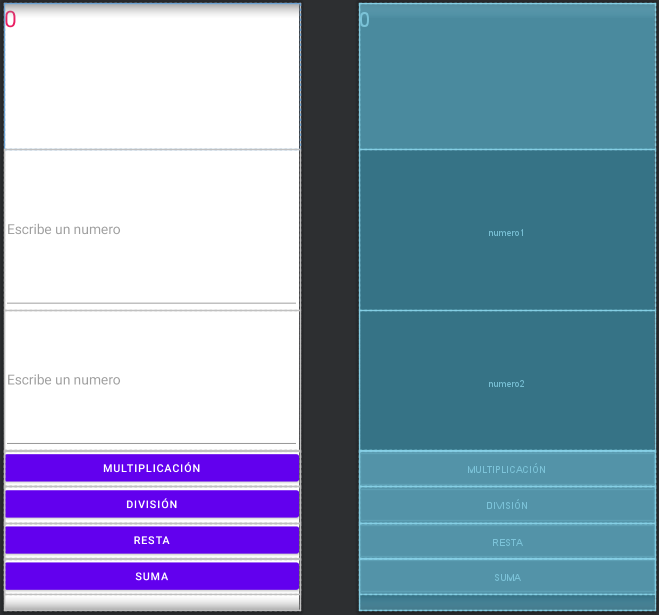 0
Escribe un numero
Escribe un numero
MULTIPLICACIÓN
DIVISIÓN
RESTA
SUMA
0
numero1
numero2
MULTIPLICACIÓN
DIVISIÓN
RESTA
SUMA